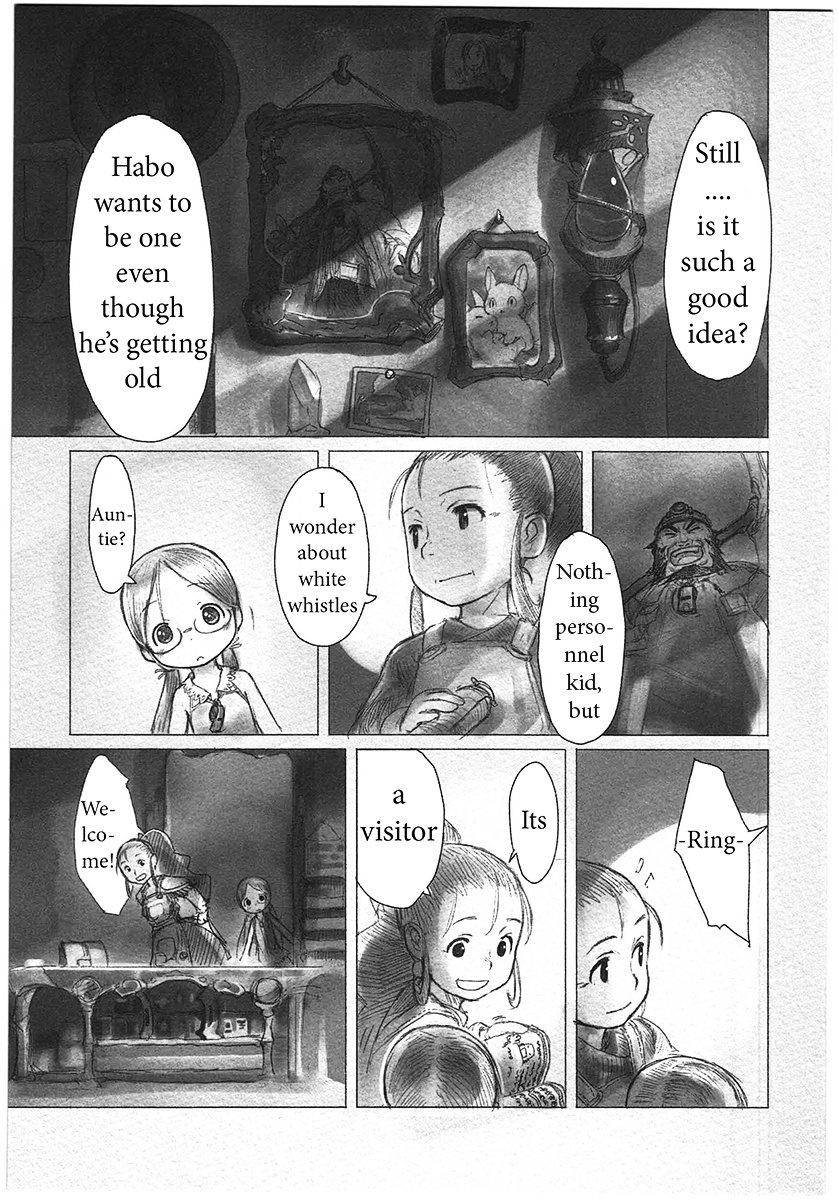 Still
....
is it
such a
good
idea?
Habo
wants to
be one
even
though
he's getting
old
Noth-
ing
perso-
nnel
kid,
but
I
wonder
about
white
whistles
Aun-
tie?
-Ring-
Its
a
visitor
We-
lco-
me!